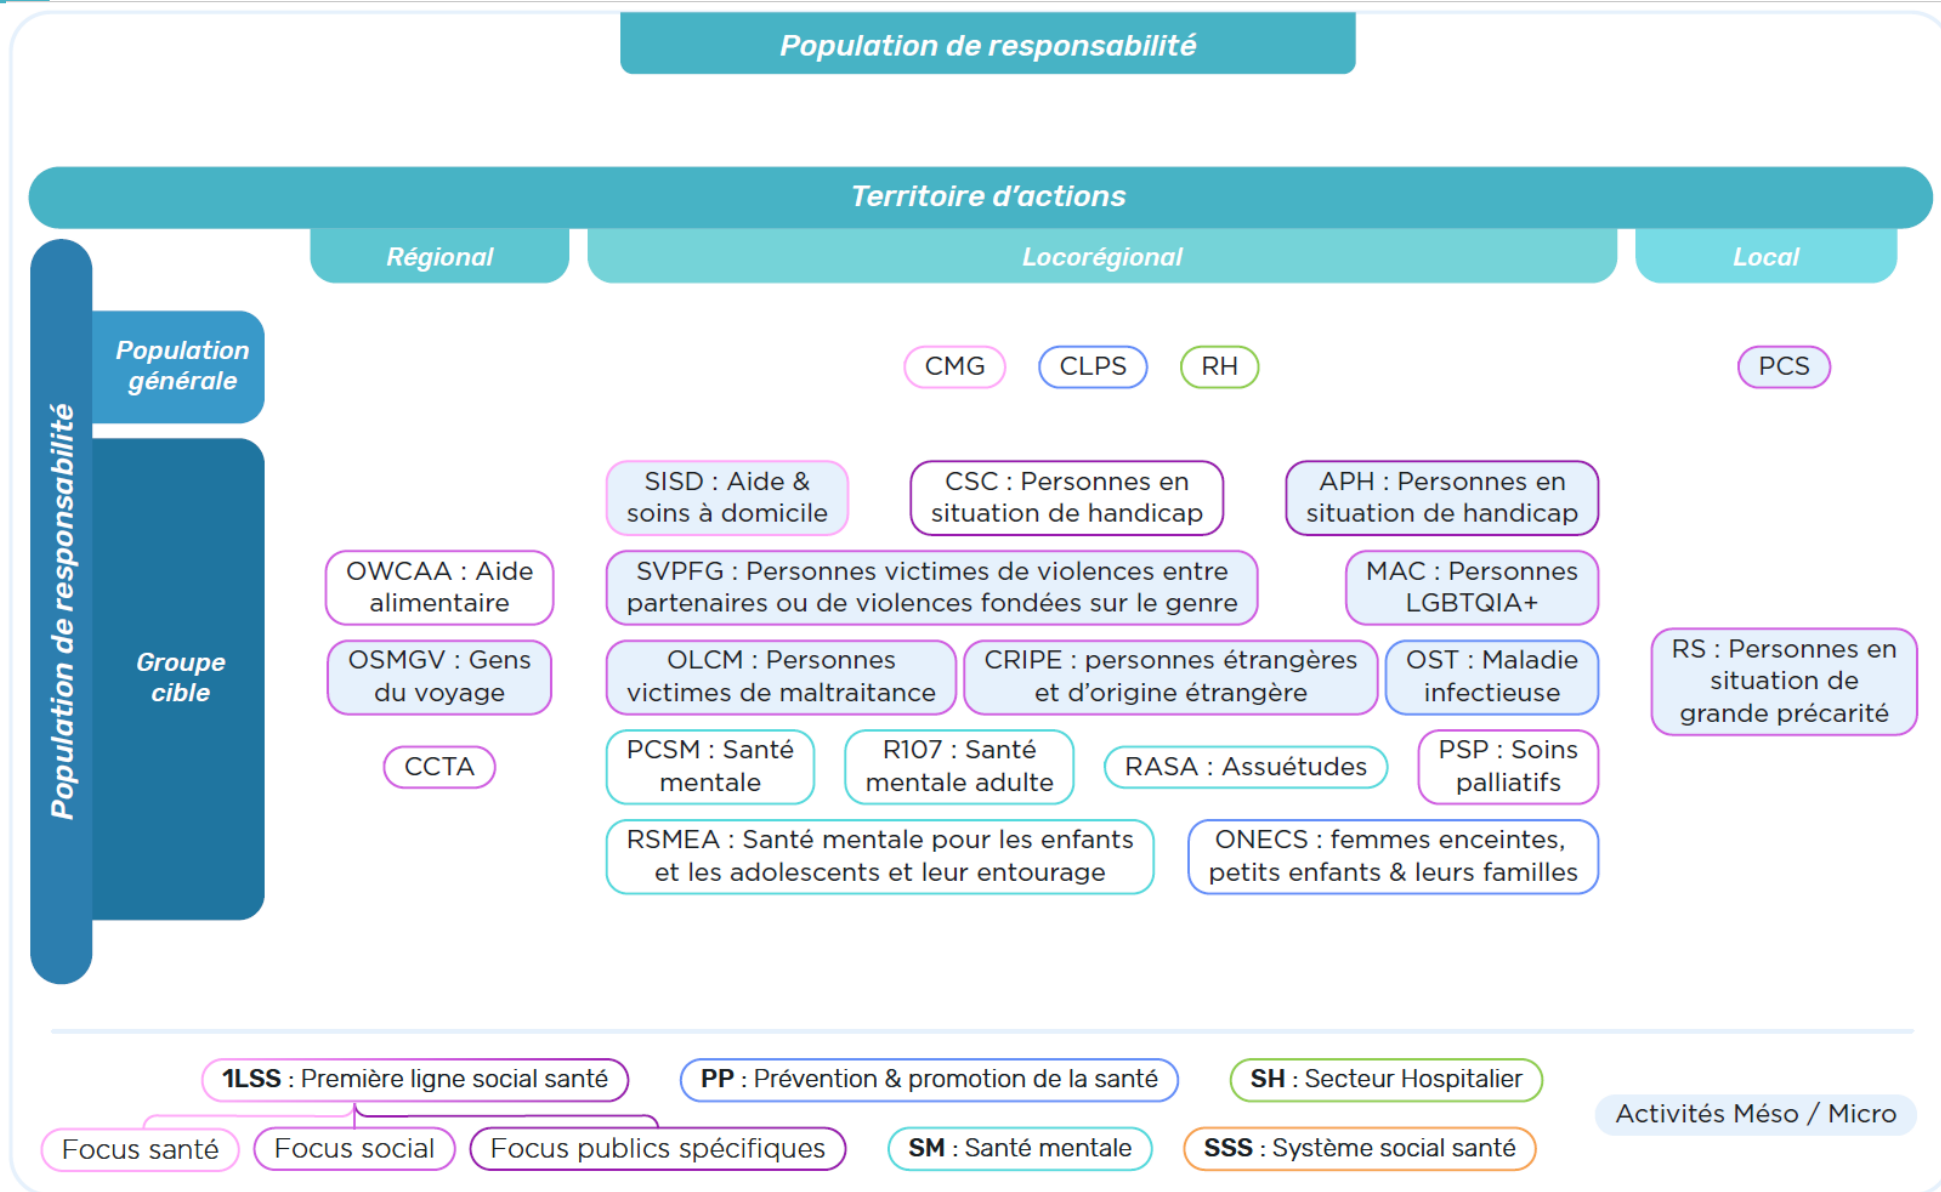 Population de responsabilité
Territoire d'actions
Régional
Locorégional
Local
Population de responsabilité
Population
générale
CMG
CLPS
RH
PCS
Groupe
cible
SISD : Aide &
soins à domicile
CSC : Personnes en
situation de handicap
APH : Personnes en
situation de handicap
OWCAA : Aide
alimentaire
SVPFG : Personnes victimes de violences entre
partenaires ou de violences fondées sur le genre
MAC : Personnes
LGBTQIA+
OSMGV : Gens
du voyage
OLCM : Personnes
victimes de maltraitance
CRIPE : personnes étrangères
et d'origine étrangère
OST : Maladie
infectieuse
RS : Personnes en
situation de
grande précarité
CCTA
PCSM : Santé
mentale
R107 : Santé
mentale adulte
RASA : Assuétudes
PSP : Soins
palliatifs
RSMEA : Santé mentale pour les enfants
et les adolescents et leur entourage
ONECS : femmes enceintes,
petits enfants & leurs familles
1LSS : Première ligne social santé
PP : Prévention & promotion de la santé
SH : Secteur Hospitalier
Activités Méso / Micro
Focus santé
Focus social
Focus publics spécifiques
SM : Santé mentale
SSS : Système social santé